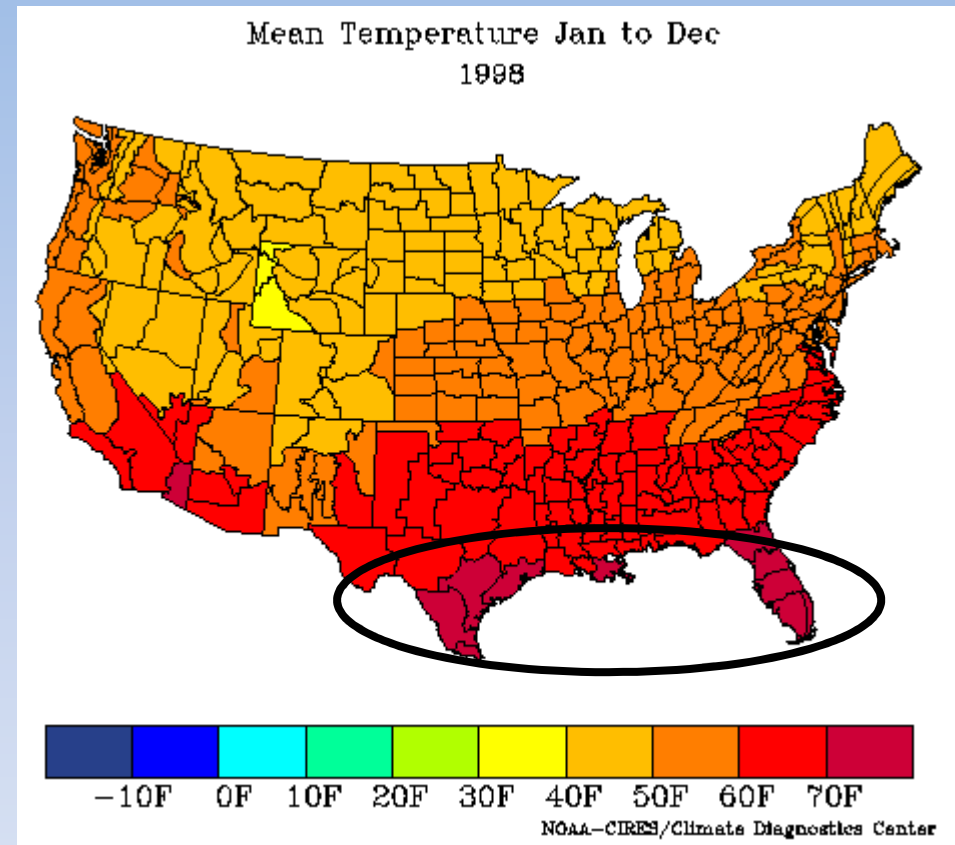 Mean Temperature Jan to Dec
1998
-10F 0F 10F 20F 30F 40F 50F 60F 70F
NOAA-CIRES/Climate Diagnostics Center